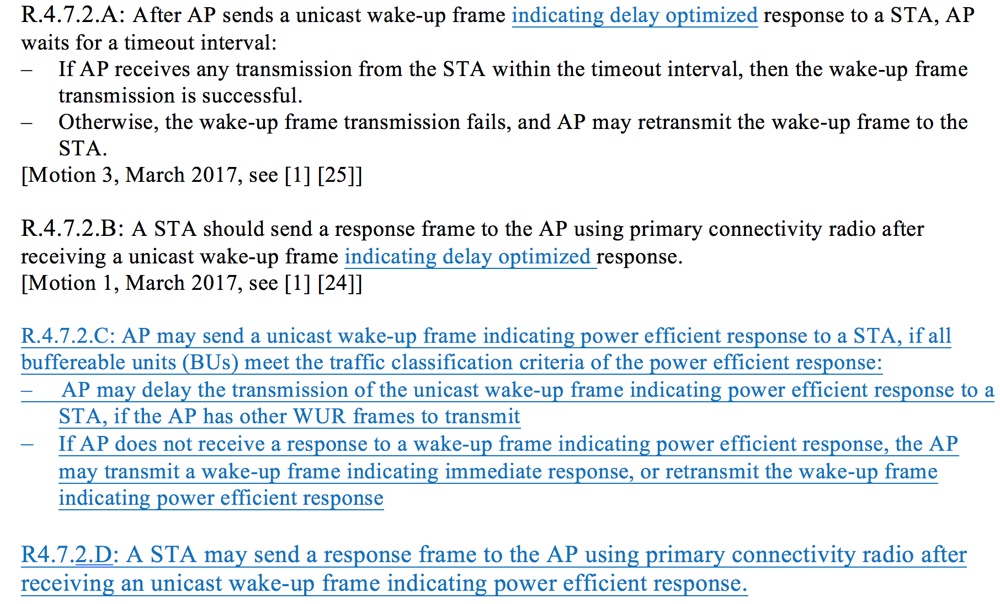 R.4.7.2.A: After AP sends a unicast wake-up frame indicating delay optimized response to a STA, AP
waits for a timeout interval:
– If AP receives any transmission from the STA within the timeout interval, then the wake-up frame
transmission is successful.
– Otherwise, the wake-up frame transmission fails, and AP may retransmit the wake-up frame to the
STA.
[Motion 3, March 2017, see [1] [25]]
R.4.7.2.B: A STA should send a response frame to the AP using primary connectivity radio after
receiving a unicast wake-up frame indicating delay optimized response.
[Motion 1, March 2017, see [1] [24]]
R.4.7.2.C: AP may send a unicast wake-up frame indicating power efficient response to a STA, if all
buffereable units (BUs) meet the traffic classification criteria of the power efficient response:
– AP may delay the transmission of the unicast wake-up frame indicating power efficient response to a
STA, if the AP has other WUR frames to transmit
– If AP does not receive a response to a wake-up frame indicating power efficient response, the AP
may transmit a wake-up frame indicating immediate response, or retransmit the wake-up frame
indicating power efficient response
R4.7.2.D: A STA may send a response frame to the AP using primary connectivity radio after
receiving an unicast wake-up frame indicating power efficient response.